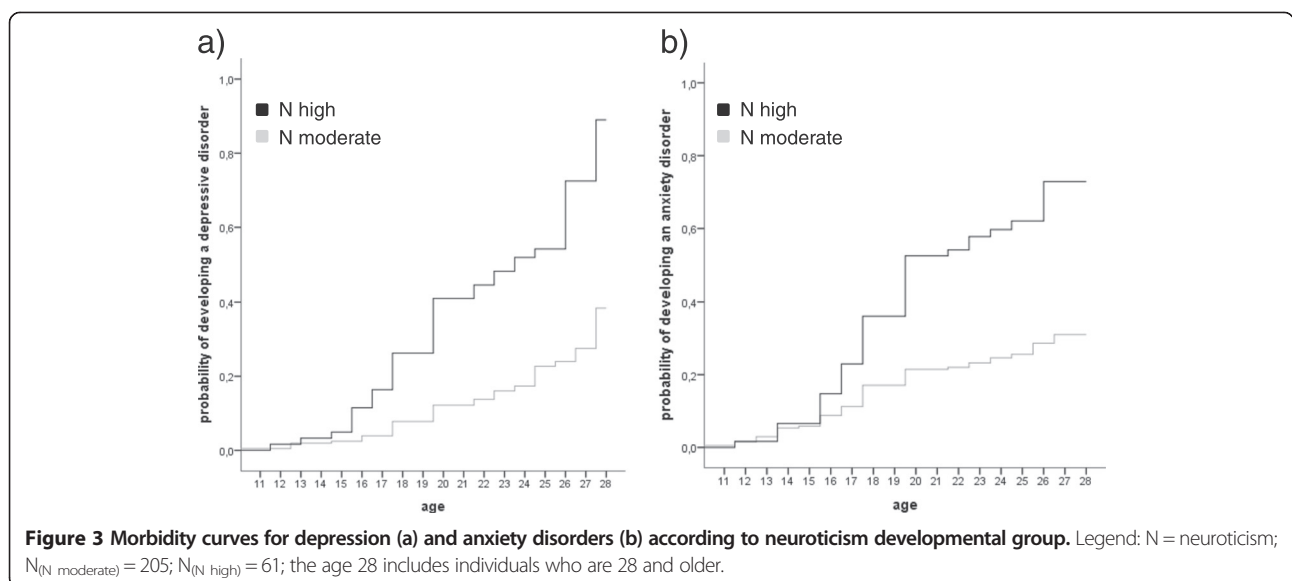 a)
probability of developing a depressive disorder
1,0
0,8
0,6
0,4
0,2
0,0
N high
N moderate
11 12 13 14 15 16 17 18 19 20 21 22 23 24 25 26 27 28
age
b)
probability of developing an anxiety disorder
1,0
0,8
0,6
0,4
0,2
0,0
N high
N moderate
11 12 13 14 15 16 17 18 19 20 21 22 23 24 25 26 27 28
age
Figure 3 Morbidity curves for depression (a) and anxiety disorders (b) according to neuroticism developmental group. Legend: N = neuroticism;
N(N moderate) = 205; N(N high) = 61; the age 28 includes individuals who are 28 and older.